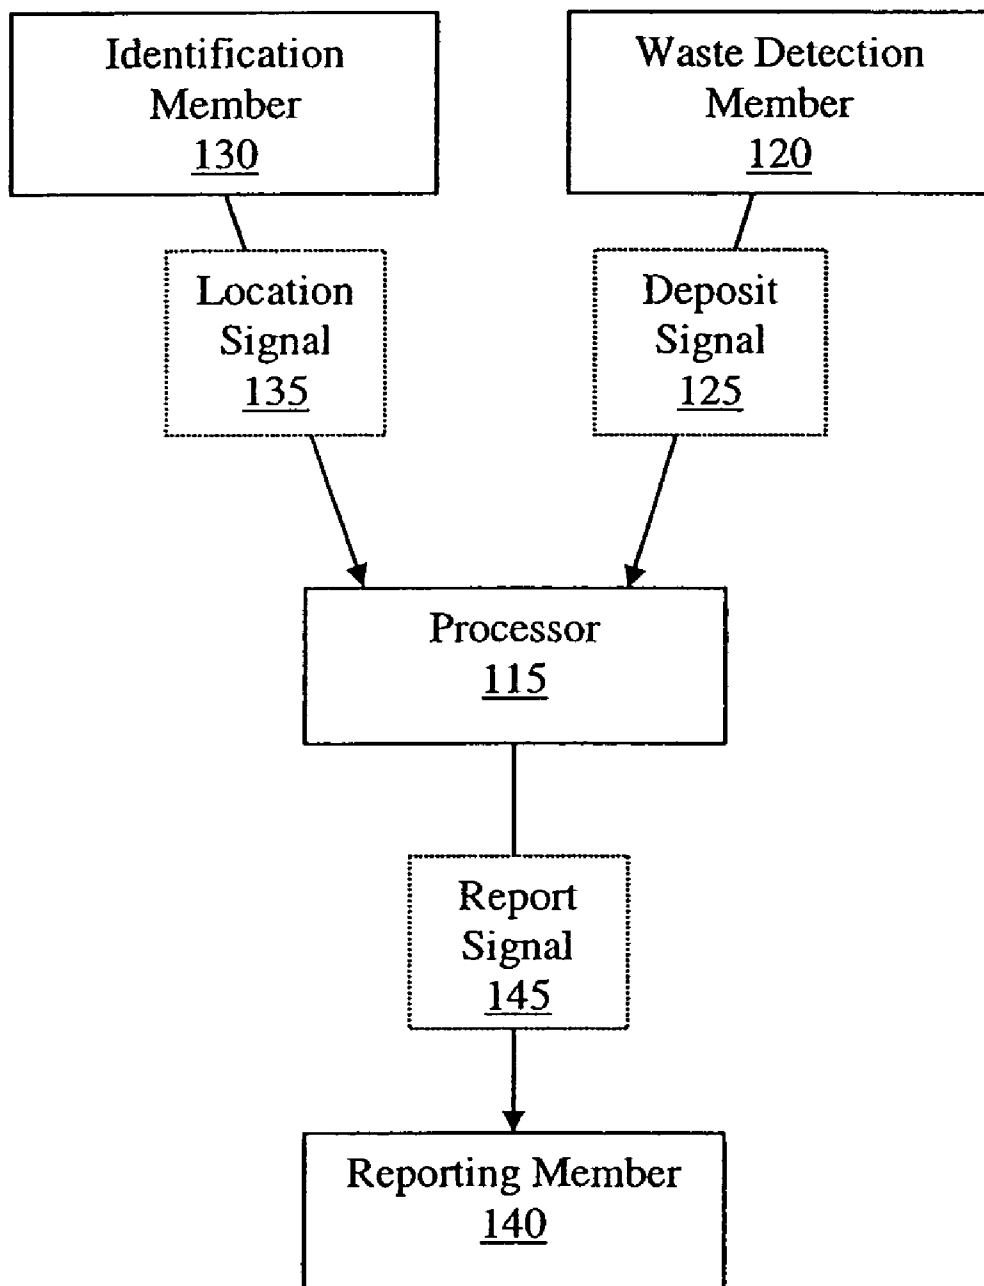 Identification
Member
130
Waste Detection
Member
120
Location
Signal
135
Deposit
Signal
125
Processor
115
Report
Signal
145
Reporting Member
140